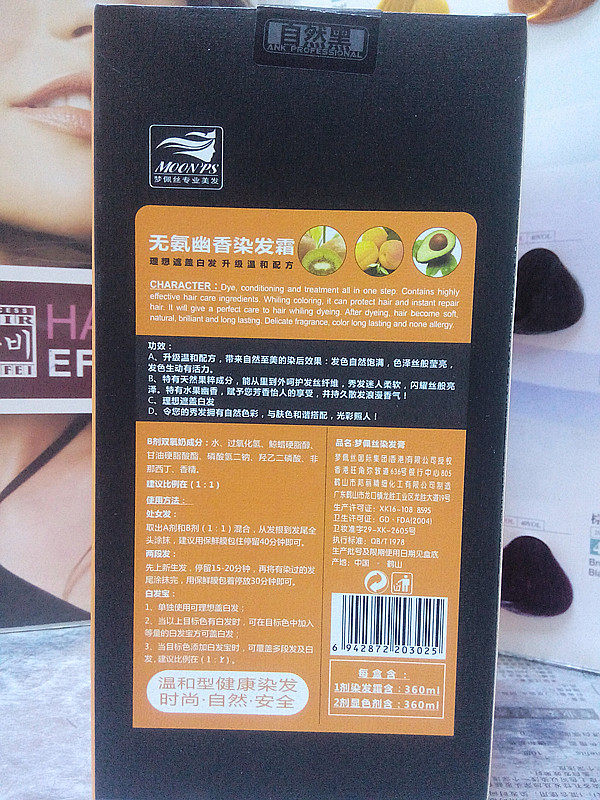 自然黑
ANK PROFESSIONAL
MOON'PS
梦佩丝专业美发
无氨幽香染发霜
理想遮盖白发升级温和配方
CHARACTER：Dye, conditioning and treatment all in one step. Contains highly
effective hair care ingredients. Whiling coloring, it can protect hair and instant repair
hair. It will give a perfect care to hair whiling dyeing. After dyeing, hair become soft,
natural, brilliant and long lasting. Delicate fragrance, color long lasting and none allergy
功效：
A、升级温和配方，带来自然至美的染后效果：发色自然饱满，色泽丝般莹亮，
发色生动有活力。
B、特有天然果粹成分，能从里到外呵护发丝纤维，秀发迷人柔软，闪耀丝般亮
泽。特有水果幽香，赋予您芳香怡人的享受，并持久散发浪漫香气！
C、理想遮盖白发
D、令您的秀发拥有自然色彩，与肤色和谐搭配，光彩照人！
B剂双氧奶成分：水、过氧化氢、鲸蜡硬脂醇、
甘油硬脂酸酯、磷酸氢二钠、羟乙二磷酸、非
那西丁、香精.
建议比例在（1：1）
使用方法：
处女发：
取出A剂和B剂（1：1）混合，从发根到发尾全
头涂抹，建议用保鲜膜包住停留40分钟即可。
两段发：
先上新生发，停留15-20分钟，再将有染过的发
尾涂抹完，用保鲜膜包着停放30分钟即可。
白发宝：
1、单独使用可理想盖白发；
2、当以上目标色有白发时，可在目标色中加入
等量的白发宝方可盖白发；
3、当目标色添加白发宝时，可覆盖多段发及白
发，建议比例在（1：1）。
温和型健康染发
时尚·自然·安全
品名：梦佩丝染发膏
梦佩丝国际集团(香港)有限公司授权
香港旺角弥敦道636号银行中心805
鹤山市邦丽精细化工有限公司制造
广东鹤山市龙口镇龙胜工业区龙胜大道19号
生产许可证：XK16-108 8595
卫生许可证：GD·FDA(2004)
卫妆准字29-XK-2605号
执行标准：QB/T1978
生产批号及限期使用日期见盒底
产地：中国 鹤山
6 942872 203025
每盒含：
1剂染发霜含：360ml
2剂显色剂含：360ml
HA
EF
FEI